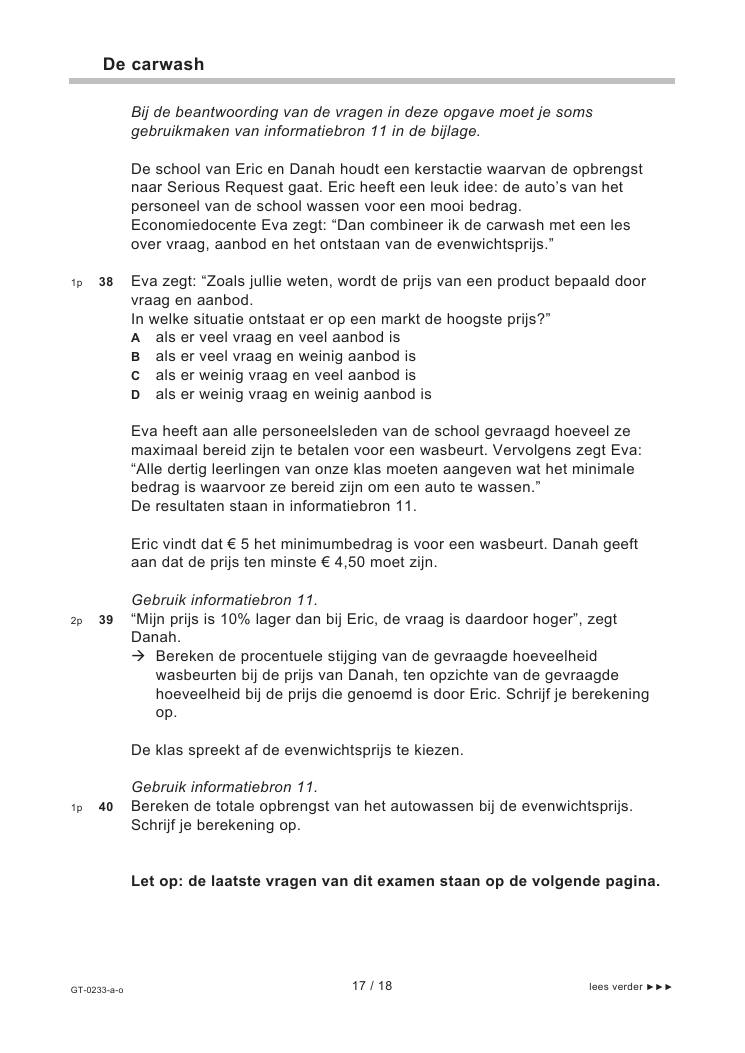 De carwash
Bij de beantwoording van de vragen in deze opgave moet je soms
gebruikmaken van informatiebron 11 in de bijlage.
De school van Eric en Danah houdt een kerstactie waarvan de opbrengst
naar Serious Request gaat. Eric heeft een leuk idee: de auto’s van het
personeel van de school wassen voor een mooi bedrag.
Economiedocente Eva zegt: “Dan combineer ik de carwash met een les
over vraag, aanbod en het ontstaan van de evenwichtsprijs.”
1p 38 Eva zegt: “Zoals jullie weten, wordt de prijs van een product bepaald door
vraag en aanbod.
In welke situatie ontstaat er op een markt de hoogste prijs?”
A als er veel vraag en veel aanbod is
B als er veel vraag en weinig aanbod is
C als er weinig vraag en veel aanbod is
D als er weinig vraag en weinig aanbod is
Eva heeft aan alle personeelsleden van de school gevraagd hoeveel ze
maximaal bereid zijn te betalen voor een wasbeurt. Vervolgens zegt Eva:
“Alle dertig leerlingen van onze klas moeten aangeven wat het minimale
bedrag is waarvoor ze bereid zijn om een auto te wassen.”
De resultaten staan in informatiebron 11.
Eric vindt dat € 5 het minimumbedrag is voor een wasbeurt. Danah geeft
aan dat de prijs ten minste € 4,50 moet zijn.
Gebruik informatiebron 11.
2p 39 “Mijn prijs is 10% lager dan bij Eric, de vraag is daardoor hoger”, zegt
Danah.
→ Bereken de procentuele stijging van de gevraagde hoeveelheid
wasbeurten bij de prijs van Danah, ten opzichte van de gevraagde
hoeveelheid bij de prijs die genoemd is door Eric. Schrijf je berekening
op.
De klas spreekt af de evenwichtsprijs te kiezen.
Gebruik informatiebron 11.
1p 40 Bereken de totale opbrengst van het autowassen bij de evenwichtsprijs.
Schrijf je berekening op.
Let op: de laatste vragen van dit examen staan op de volgende pagina.
GT-0233-a-o 17 / 18 lees verder ►►►